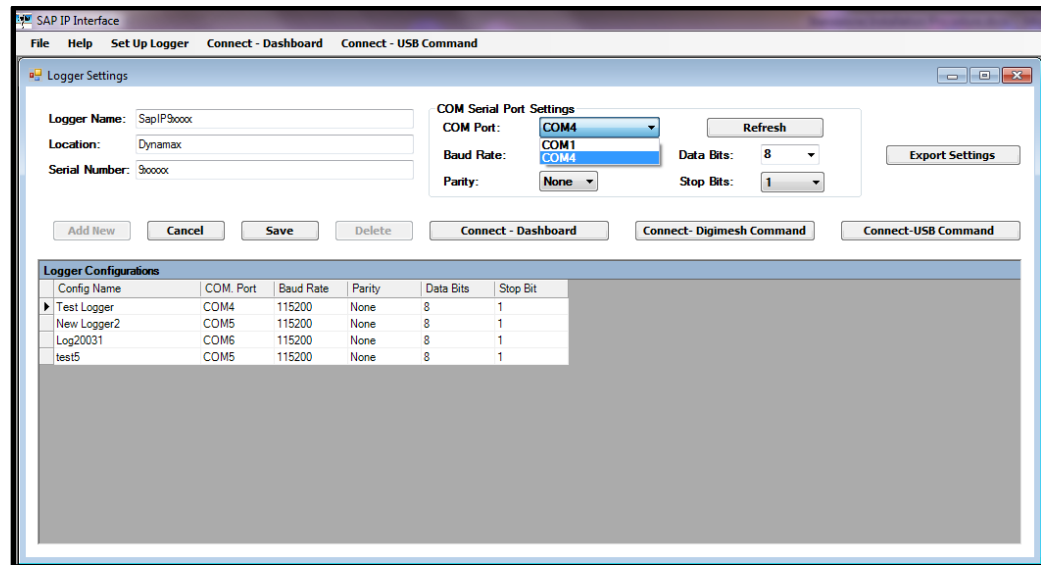 SAP IP Interface
File Help Set Up Logger Connect - Dashboard Connect - USB Command
Logger Settings
Logger Name: SapIP9xxxx
Location: Dynamax
Serial Number: 9xxxxx
COM Serial Port Settings
COM Port: COM4 Refresh
COM1
COM4
Baud Rate: Data Bits: 8
Parity: None Stop Bits: 1
Export Settings
Add New Cancel Save Delete Connect - Dashboard Connect- Digimesh Command Connect-USB Command
Logger Configurations
Config Name COM. Port Baud Rate Parity Data Bits Stop Bit
Test Logger COM4 115200 None 8 1
New Logger2 COM5 115200 None 8 1
Log20031 COM6 115200 None 8 1
test5 COM5 115200 None 8 1